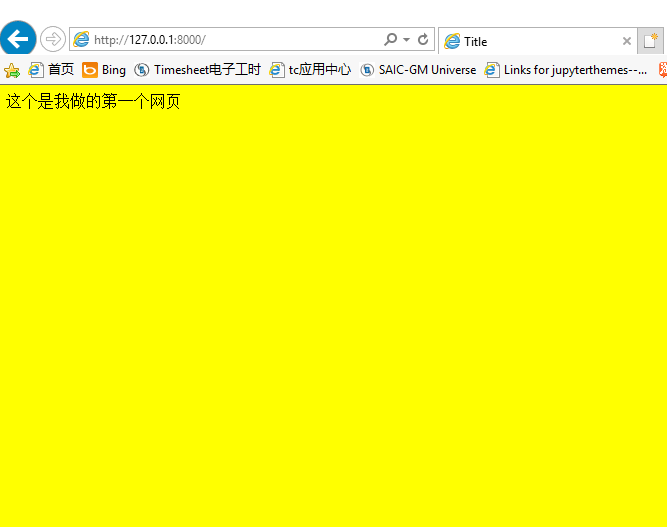 http://127.0.0.1:8000/
Title
首页 Bing Timesheet电子工时 tc应用中心 SAIC-GM Universe Links for jupyterthemes--...
这个是我做的第一个网页